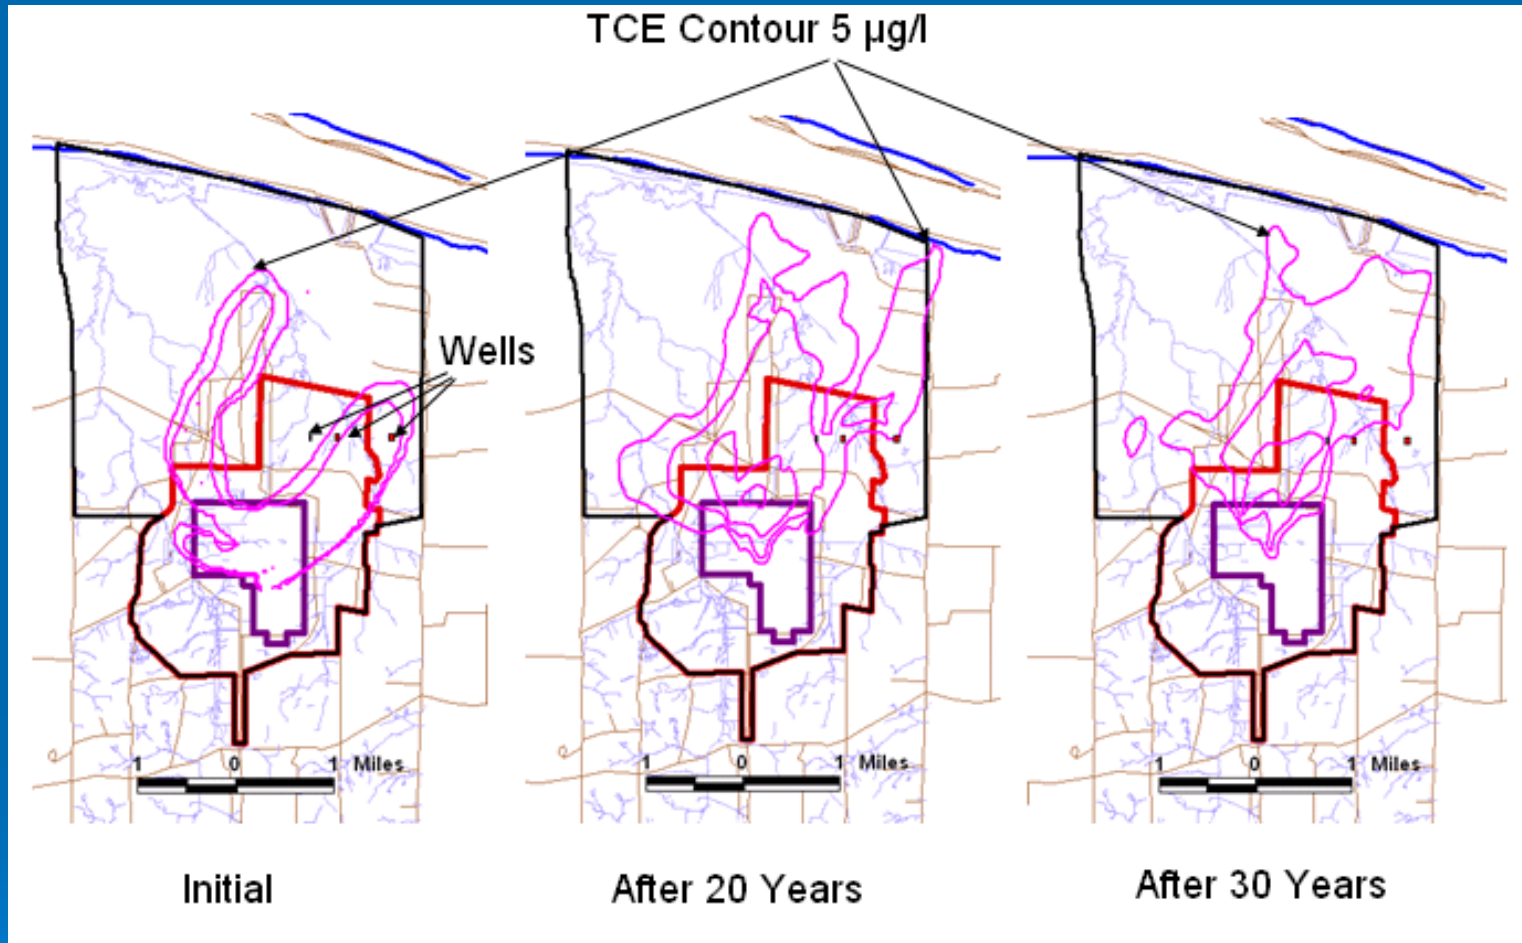 TCE Contour 5 µg/l
Wells
1 0 1 Miles
1 0 1 Miles
1 0 1 Miles
Initial
After 20 Years
After 30 Years